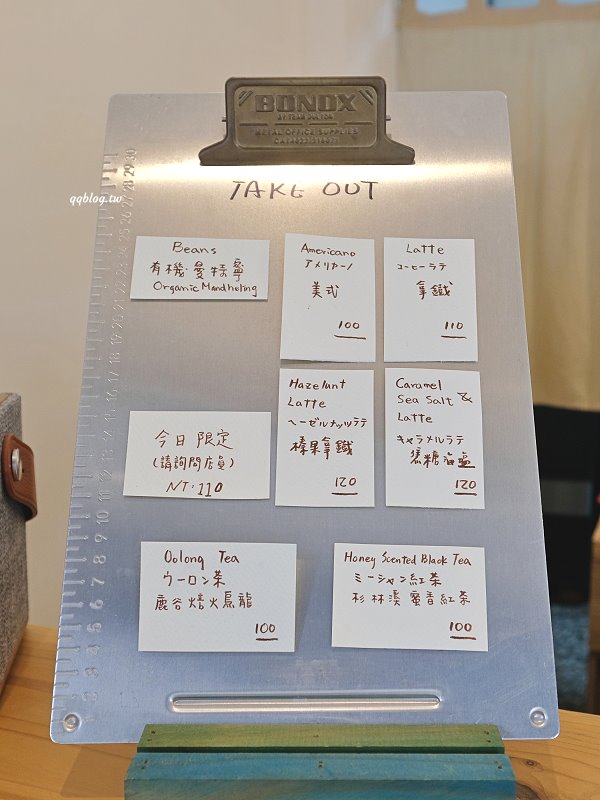 BONOX
BY TEAM DULTON
METAL OFFICE SUPPLIES
qqblog.tw
TAKE OUT
Beans
有機・曼特寧
Organic Mandheling
Americano
アメリカーノ
美式
100
Latte
コーヒーラテ
拿鐵
110
Hazelant
Latte
ヘーゼルナッツラテ
榛果拿鐵
120
Caramel
Sea Salt &
Latte
キャラメルラテ
焦糖海鹽
120
今日限定
(請詢問店員)
NT:110
Oolong Tea
ウーロン茶
鹿谷焙火烏龍
100
Honey Scented Black Tea
ミーシャン紅茶
杉林溪蜜香紅茶
100